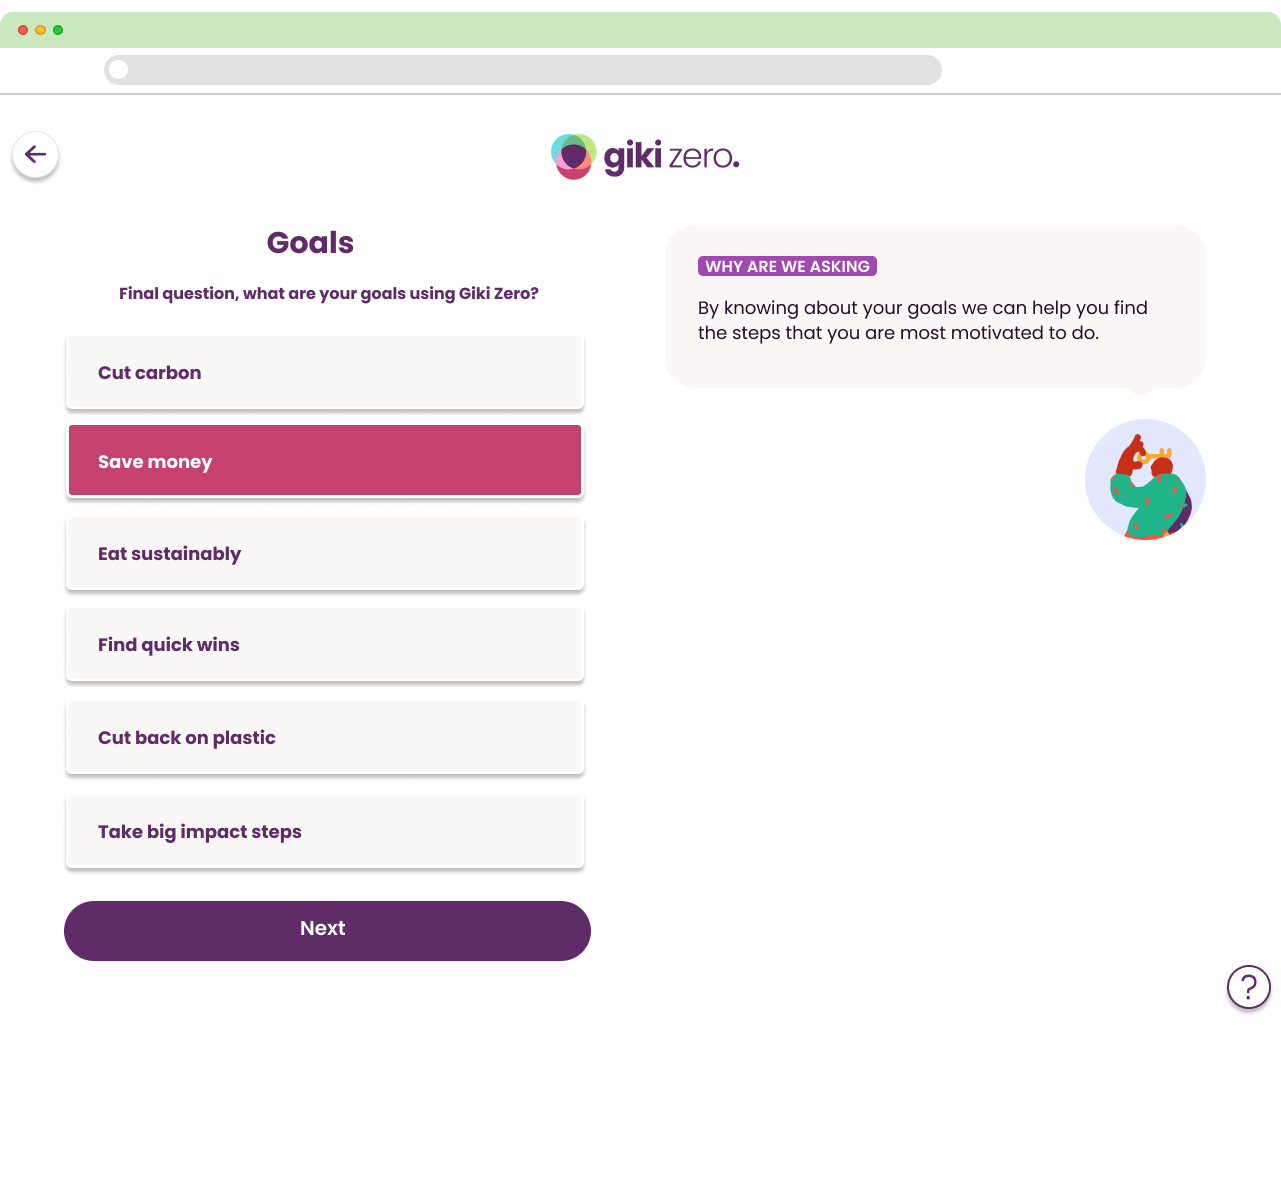 giki zero.
Goals
Final question, what are your goals using Giki Zero?
Cut carbon
Save money
Eat sustainably
Find quick wins
Cut back on plastic
Take big impact steps
Next
WHY ARE WE ASKING
By knowing about your goals we can help you find
the steps that you are most motivated to do.
?